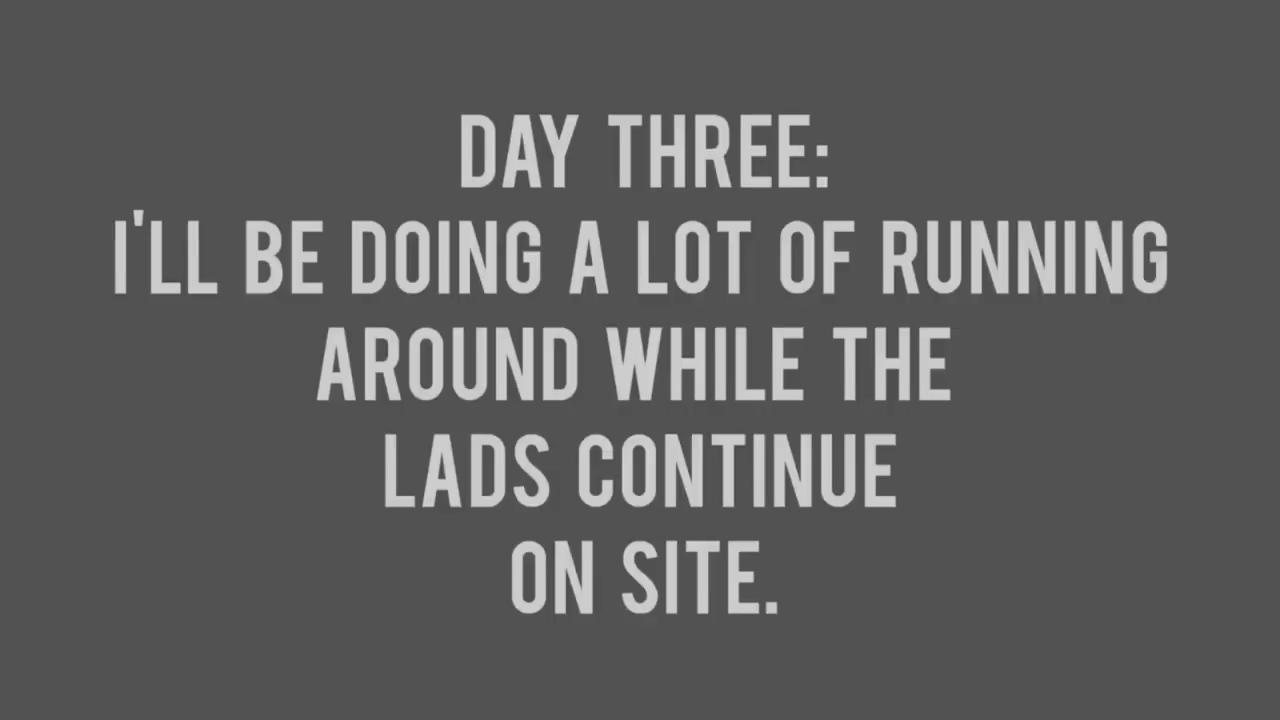 DAY THREE:
I'LL BE DOING A LOT OF RUNNING
AROUND WHILE THE
LADS CONTINUE
ON SITE.